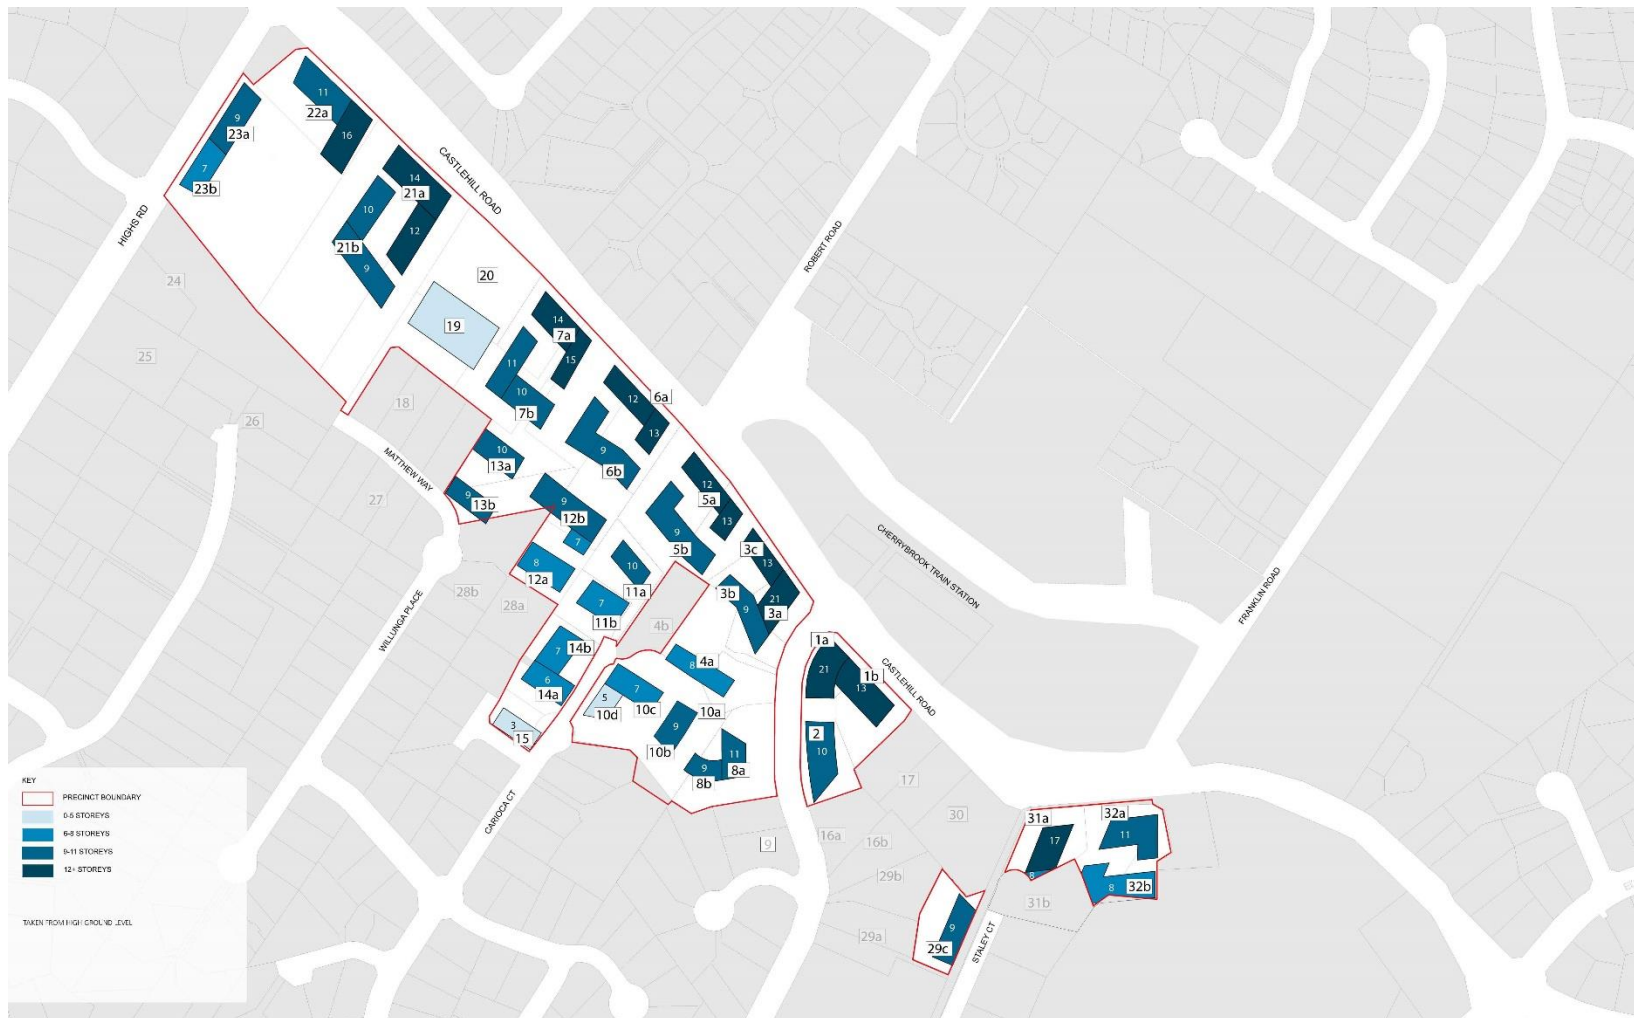 11
22a
16
9
23a
7
23b
HIGHS RD
CASTLEHILL ROAD
14
21a
12
10
21b
9
20
19
24
25
26
18
27
MATTHEW WAY
ROBERT ROAD
14
7a
15
11
10
7b
12
6a
13
9
6b
10
13a
9
13b
9
12b
7
8
12a
12
5a
13
9
5b
3c
13
21
3a
3b
9
10
11a
7
11b
4b
28b
28a
WILLUNGA PLACE
CHERRYBROOK TRAIN STATION
FRANKLIN ROAD
7
14b
6
14a
3
15
4a
8
7
10c
5
10d
10a
9
10b
11
8a
9
8b
1a
21
1b
13
CASTLEHILL ROAD
2
10
17
CARIOCA CT
9
16a
16b
30
29b
29a
9
29c
STALEY CT
31a
17
8
31b
32a
11
8
32b
KEY
PRECINCT BOUNDARY
0-5 STOREYS
6-8 STOREYS
9-11 STOREYS
12+ STOREYS
TAKEN FROM HIGH GROUND LEVEL